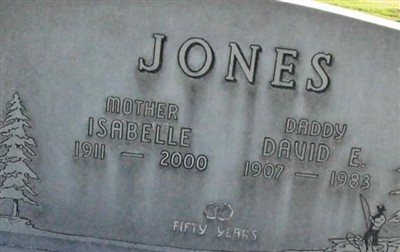 JONES
MOTHER
ISABELLE
1911 — 2000
DADDY
DAVID E.
1907 — 1983
FIFTY YEARS